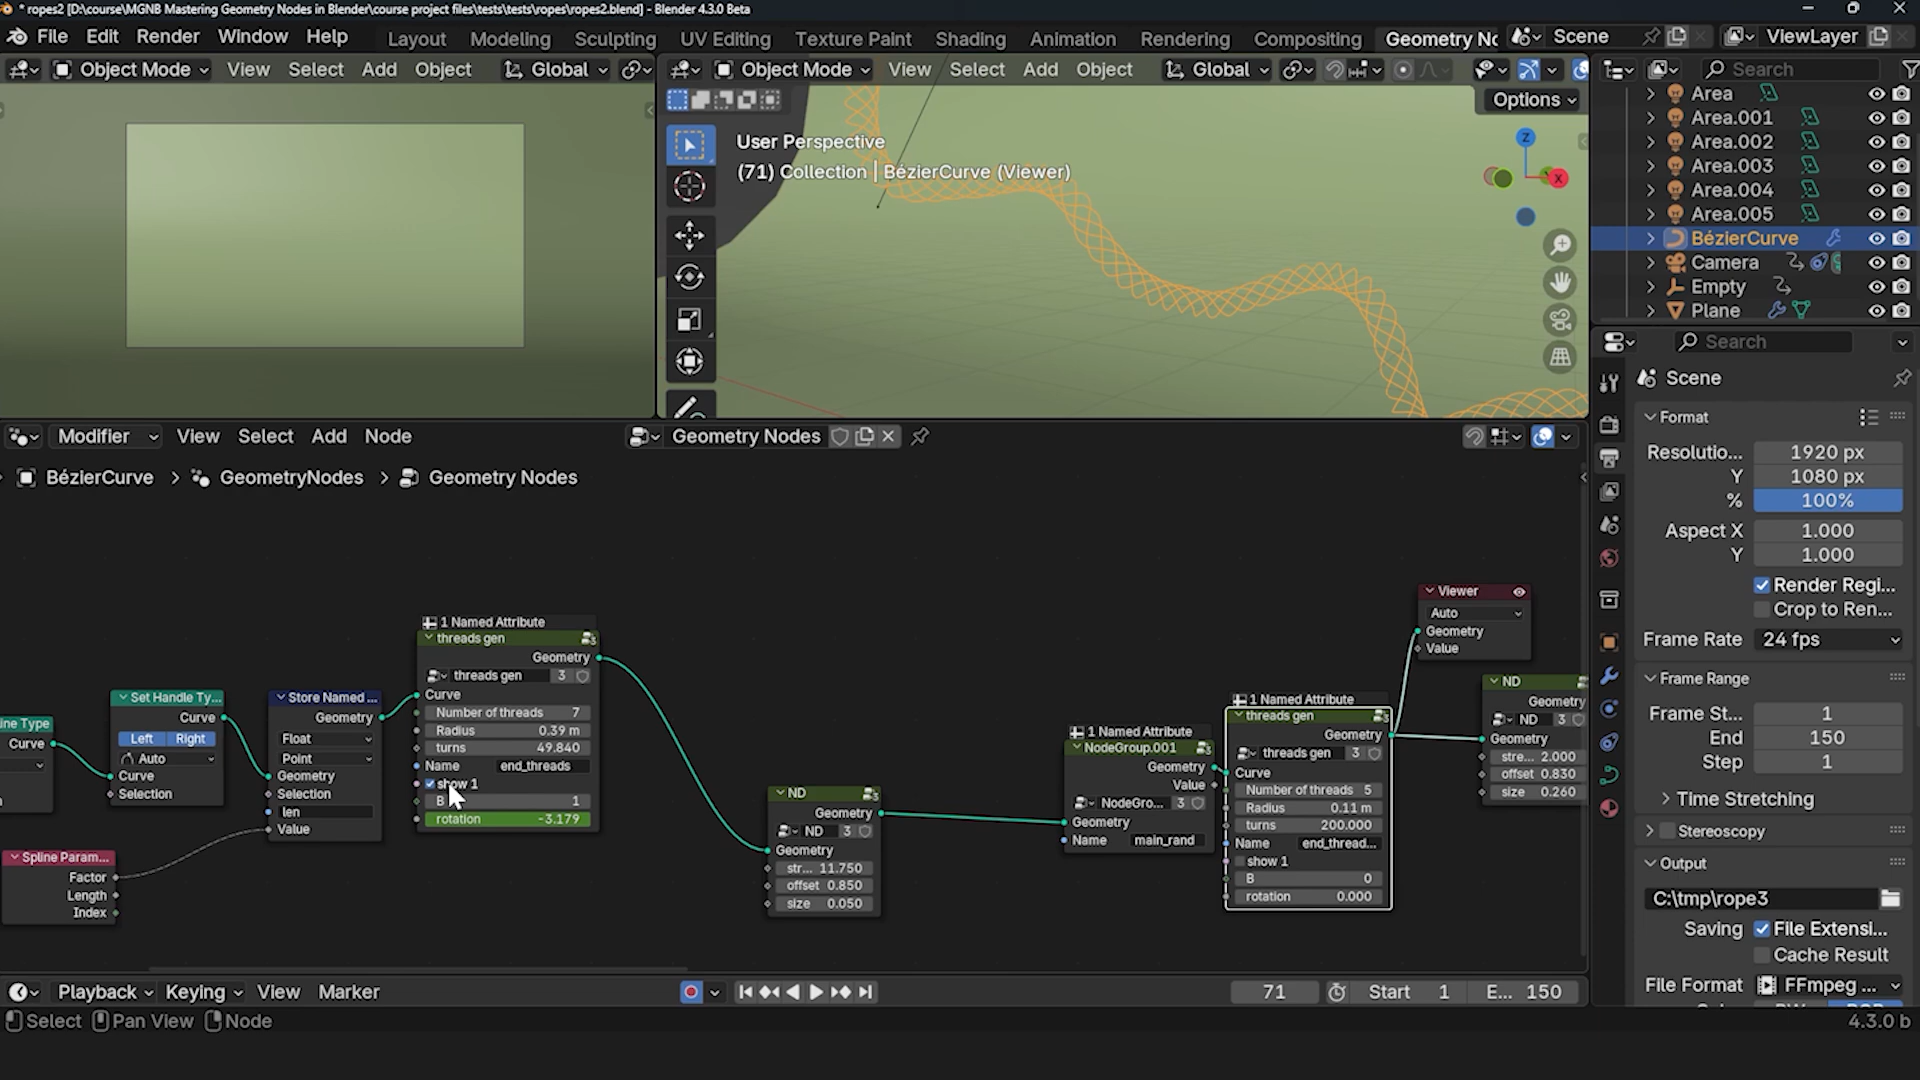 * ropes2 [D:\course\MGNB Mastering Geometry Nodes in Blender\course project files\tests\tests\ropes\ropes2.blend] - Blender 4.3.0 Beta
File Edit Render Window Help
Layout Modeling Sculpting UV Editing Texture Paint Shading Animation Rendering Compositing Geometry Nc
Scene
ViewLayer
Object Mode View Select Add Object Global
Object Mode View Select Add Object Global
Options
User Perspective
(71) Collection | BézierCurve (Viewer)
Z
X
Search
Area
Area.001
Area.002
Area.003
Area.004
Area.005
BézierCurve
Camera
Empty
Plane
Search
Scene
Format
Resolutio... 1920 px
Y 1080 px
% 100%
Aspect X 1.000
Y 1.000
Render Regi...
Crop to Ren...
Frame Rate 24 fps
Frame Range
Frame St... 1
End 150
Step 1
Time Stretching
Stereoscopy
Output
C:\tmp\rope3
Saving File Extensi...
Cache Result
File Format FFmpeg ...
Modifier View Select Add Node
Geometry Nodes
BézierCurve > GeometryNodes > Geometry Nodes
ine Type
Curve
Set Handle Ty...
Curve
Left Right
Auto
Curve
Selection
Spline Param...
Factor
Length
Index
Store Named ...
Geometry
Float
Point
Geometry
Selection
len
Value
1 Named Attribute
threads gen
Geometry
threads gen 3
Curve
Number of threads 7
Radius 0.39 m
turns 49.840
Name end_threads
show 1
B 1
rotation -3.179
ND
Geometry
ND 3
Geometry
str... 11.750
offset 0.850
size 0.050
1 Named Attribute
NodeGroup.001
Geometry
Value
NodeGro... 3
Geometry
Name main_rand
1 Named Attribute
threads gen
Geometry
threads gen 3
Curve
Number of threads 5
Radius 0.11 m
turns 200.000
Name end_thread...
show 1
B 0
rotation 0.000
Viewer
Auto
Geometry
Value
ND
Geometry
ND 3
Geometry
stre... 2.000
offset 0.830
size 0.260
Playback Keying View Marker
71 Start 1 E... 150
Select Pan View Node
4.3.0 b